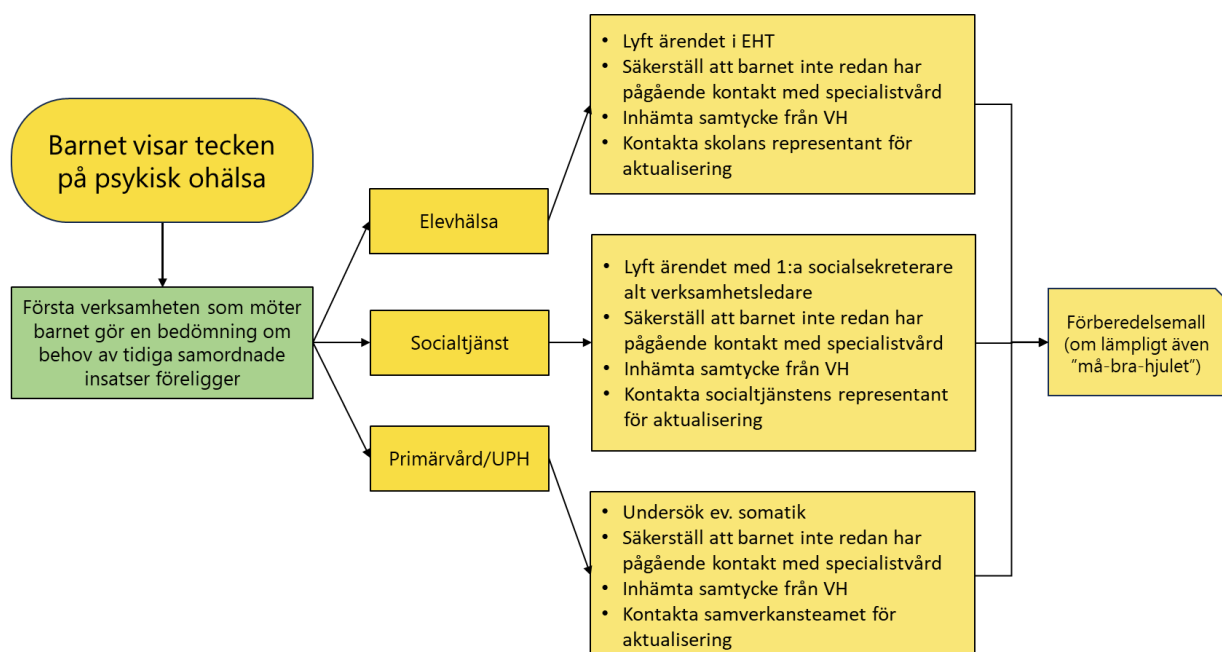 Barnet visar tecken
på psykisk ohälsa
Första verksamheten som möter
barnet gör en bedömning om
behov av tidiga samordnade
insatser föreligger
Elevhälsa
Socialtjänst
Primärvård/UPH
• Lyft ärendet i EHT
• Säkerställ att barnet inte redan har
pågående kontakt med specialistvård
• Inhämta samtycke från VH
• Kontakta skolans representant för
aktualisering
• Lyft ärendet med 1:a socialsekreterare
alt verksamhetsledare
• Säkerställ att barnet inte redan har
pågående kontakt med specialistvård
• Inhämta samtycke från VH
• Kontakta socialtjänstens representant
för aktualisering
• Undersök ev. somatik
• Säkerställ att barnet inte redan har
pågående kontakt med specialistvård
• Inhämta samtycke från VH
• Kontakta samverkansteamet för
aktualisering
Förberedelsemall
(om lämpligt även
”må-bra-hjulet”)